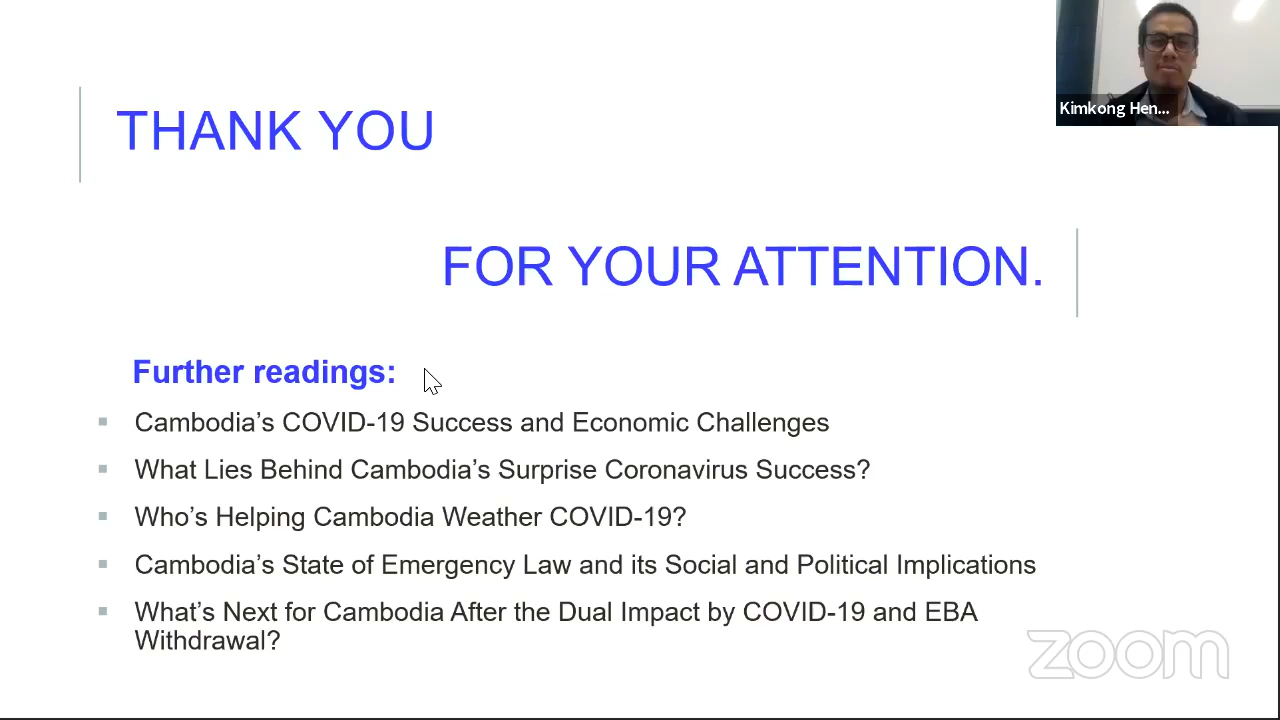 Kimkong Hen...
THANK YOU
FOR YOUR ATTENTION.
Further readings:
Cambodia’s COVID-19 Success and Economic Challenges
What Lies Behind Cambodia’s Surprise Coronavirus Success?
Who’s Helping Cambodia Weather COVID-19?
Cambodia’s State of Emergency Law and its Social and Political Implications
What’s Next for Cambodia After the Dual Impact by COVID-19 and EBA
Withdrawal?
zoom